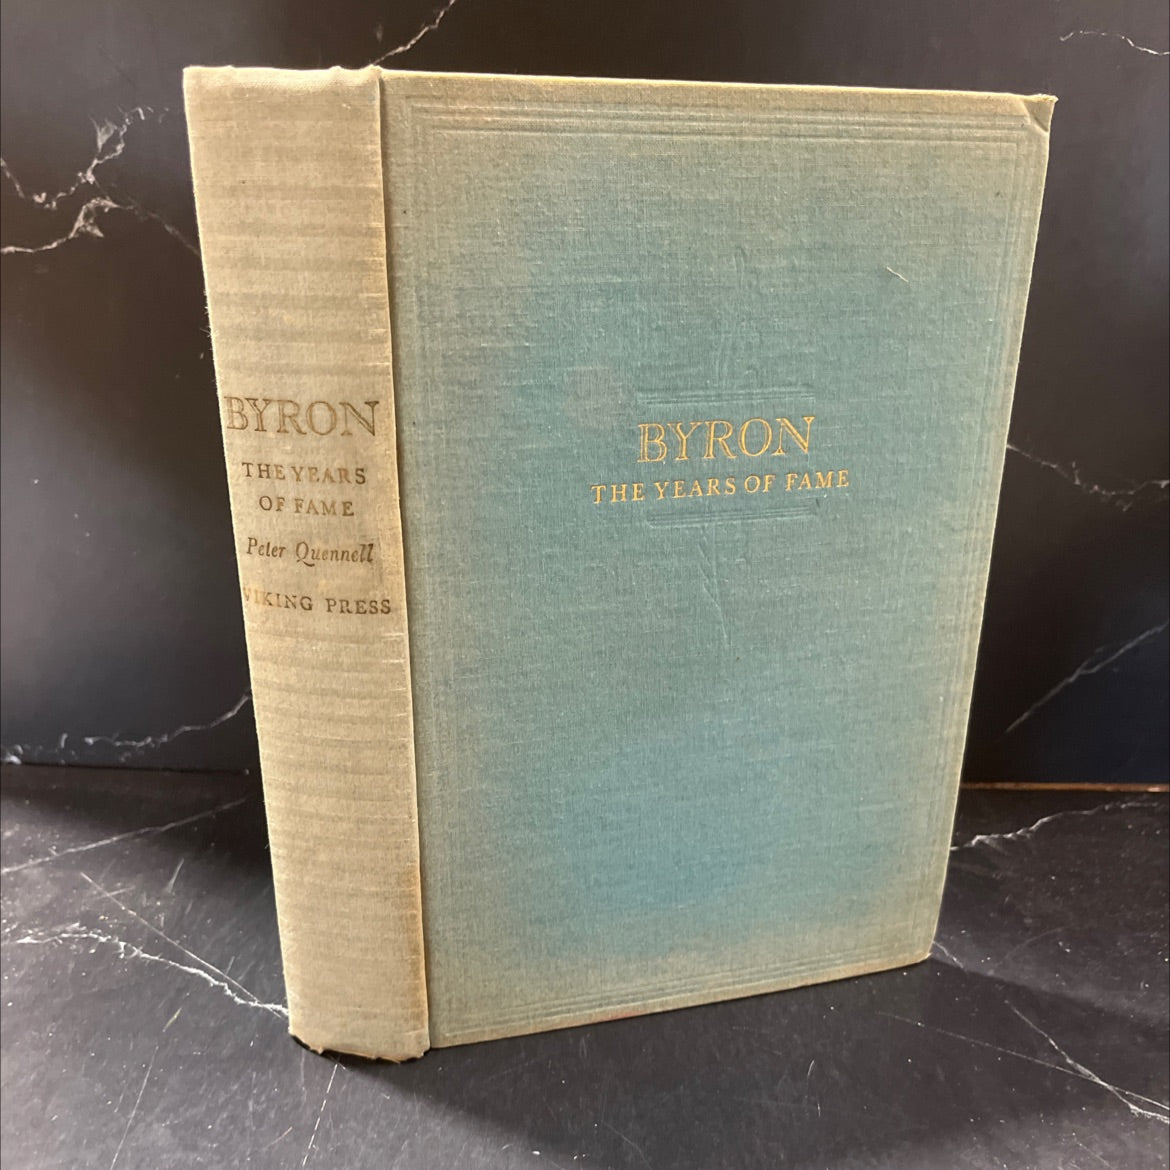 BYRON
THE YEARS
OF FAME
Peter Quennell
VIKING PRESS
BYRON
THE YEARS OF FAME